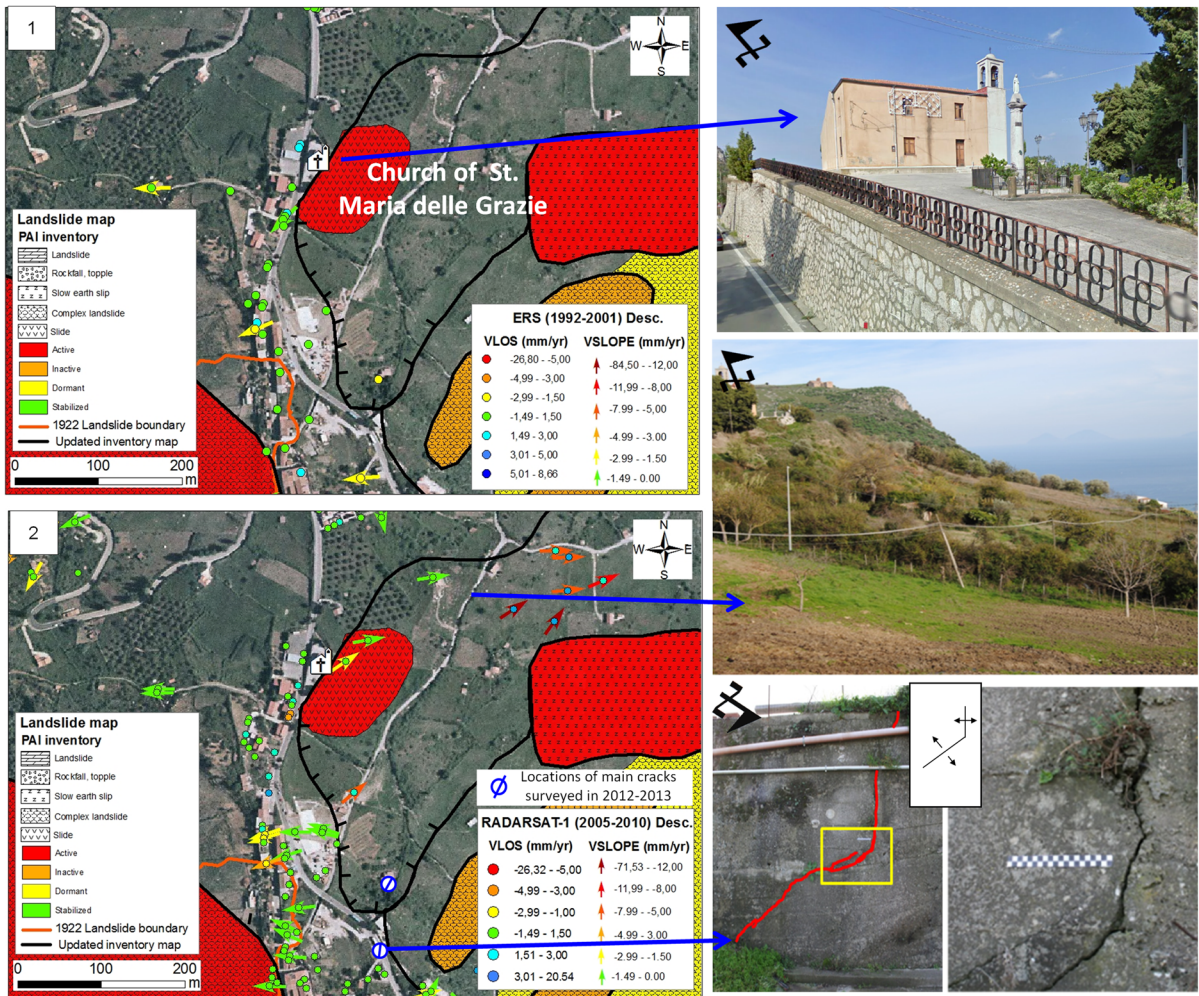 1
N
W E
S
Church of St.
Maria delle Grazie
Landslide map
PAI inventory
Landslide
Rockfall, topple
Slow earth slip
Complex landslide
Slide
Active
Inactive
Dormant
Stabilized
1922 Landslide boundary
Updated inventory map
0 100 200
m
ERS (1992-2001) Desc.
VLOS (mm/yr) VSLOPE (mm/yr)
-26,80 - -5,00 -84,50 - -12,00
-4,99 - -3,00 -11,99 - -8,00
-2,99 - -1,50 -7.99 - -5,00
-1,49 - 1,50 -4.99 - -3.00
1,49 - 3,00 -2.99 - -1.50
3,01 - 5,00 -1.49 - 0.00
5,01 - 8,66
2
N
W E
S
Landslide map
PAI inventory
Landslide
Rockfall, topple
Slow earth slip
Complex landslide
Slide
Active
Inactive
Dormant
Stabilized
1922 Landslide boundary
Updated inventory map
0 100 200
m
Locations of main cracks
surveyed in 2012-2013
RADARSAT-1 (2005-2010) Desc.
VLOS (mm/yr) VSLOPE (mm/yr)
-26,32 - -5,00 -71,53 - -12,00
-4,99 - -3,00 -11,99 - -8,00
-2,99 - -1,00 -7.99 - -5,00
-1,49 - 1,50 -4.99 - 3.00
1,51 - 3,00 -2.99 - -1.50
3,01 - 20.54 -1.49 - 0.00